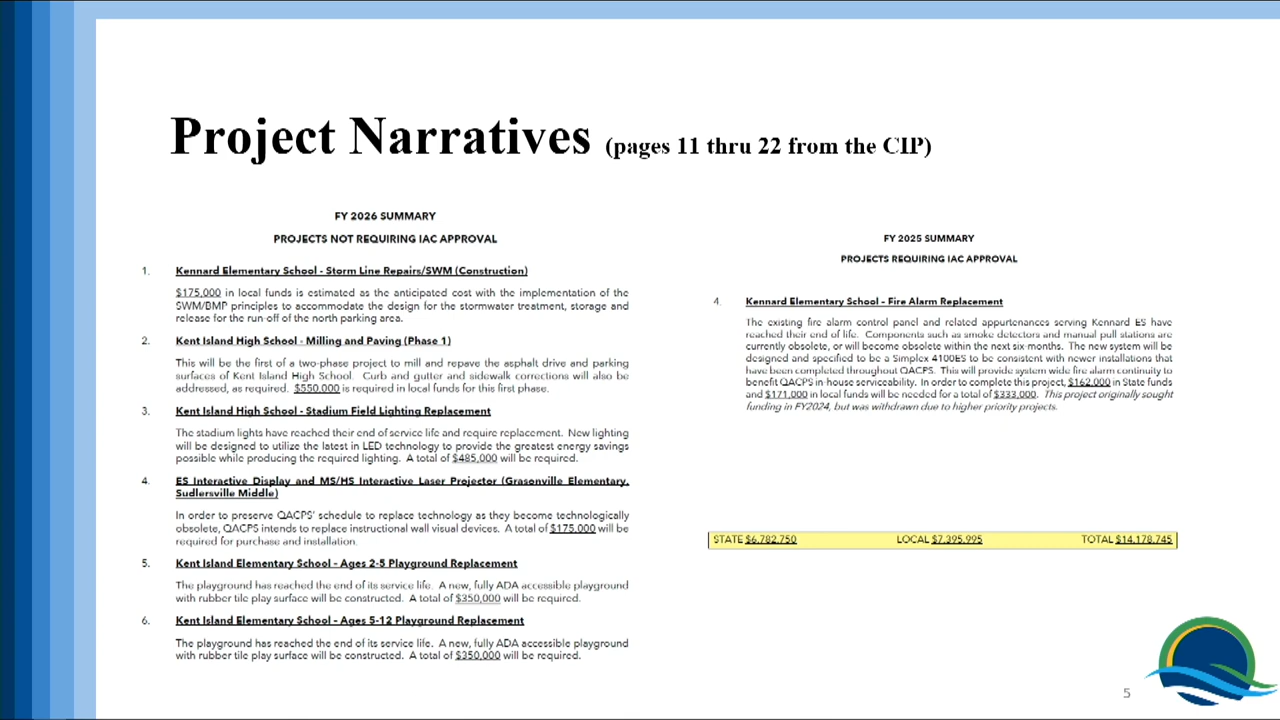 Project Narratives (pages 11 thru 22 from the CIP)
FY 2026 SUMMARY
PROJECTS NOT REQUIRING IAC APPROVAL
1. Kennard Elementary School - Storm Line Repairs/SWM (Construction)
$175,000 in local funds is estimated as the anticipated cost with the implementation of the
SWM/BMP principles to accommodate the design for the stormwater treatment, storage and
release for the run-off of the north parking area.
2. Kent Island High School - Milling and Paving (Phase 1)
This will be the first of a two-phase project to mill and repave the asphalt drive and parking
surfaces of Kent Island High School. Curb and gutter and sidewalk corrections will also be
addressed, as required. $550,000 is required in local funds for this first phase.
3. Kent Island High School - Stadium Field Lighting Replacement
The stadium lights have reached their end of service life and require replacement. New lighting
will be designed to utilize the latest in LED technology to provide the greatest energy savings
possible while producing the required lighting. A total of $485,000 will be required.
4. ES Interactive Display and MS/HS Interactive Laser Projector (Grasonville Elementary,
Sudlersville Middle)
In order to preserve QACPS' schedule to replace technology as they become technologically
obsolete, QACPS intends to replace instructional wall visual devices. A total of $175,000 will be
required for purchase and installation.
5. Kent Island Elementary School - Ages 2-5 Playground Replacement
The playground has reached the end of its service life. A new, fully ADA accessible playground
with rubber tile play surface will be constructed. A total of $350,000 will be required.
6. Kent Island Elementary School - Ages 5-12 Playground Replacement
The playground has reached the end of its service life. A new, fully ADA accessible playground
with rubber tile play surface will be constructed. A total of $350,000 will be required.
FY 2025 SUMMARY
PROJECTS REQUIRING IAC APPROVAL
4. Kennard Elementary School - Fire Alarm Replacement
The existing fire alarm control panel and related appurtenances serving Kennard ES have
reached their end of life. Components such as smoke detectors and manual pull stations are
currently obsolete, or will become obsolete within the next six-months. The new system will be
designed and specified to be a Simplex 4100ES to be consistent with newer installations that
have been completed throughout QACPS. This will provide system wide fire alarm continuity to
benefit QACPS in-house serviceability. In order to complete this project, $162,000 in State funds
and $171,000 in local funds will be needed for a total of $333,000. This project originally sought
funding in FY2024, but was withdrawn due to higher priority projects.
STATE $6,782,750 LOCAL $7,395,995 TOTAL $14,178,745
5